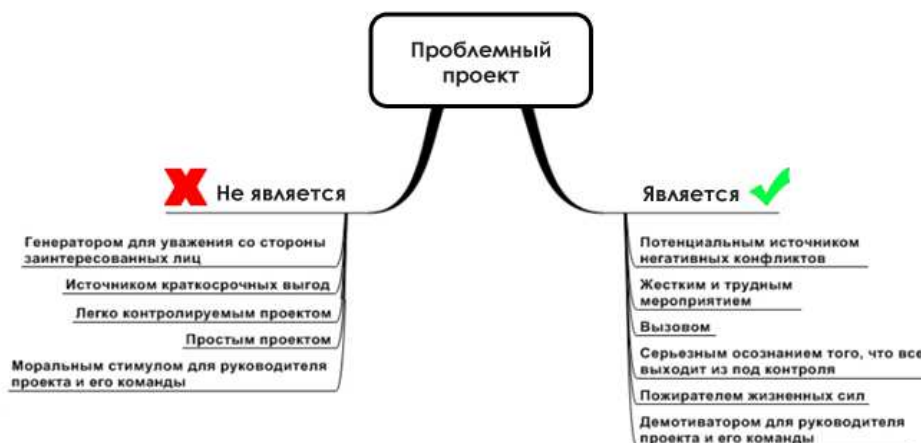 Проблемный
проект
Не является
Генератором для уважения со стороны
заинтересованных лиц
Источником краткосрочных выгод
Легко контролируемым проектом
Простым проектом
Моральным стимулом для руководителя
проекта и его команды
Является
Потенциальным источником
негативных конфликтов
Жестким и трудным
мероприятием
Вызовом
Серьезным осознанием того, что все
выходит из под контроля
Пожирателем жизненных сил
Демотиватором для руководителя
проекта и его команды